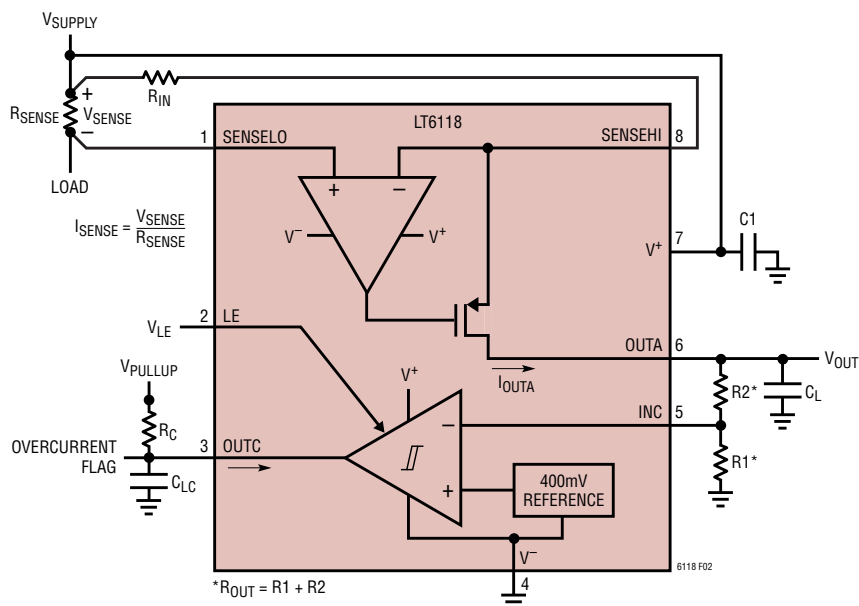 VSUPPLY
RIN
LT6118
RSENSE
+
VSENSE
–
1
SENSELO
SENSEHI
8
LOAD
+
–
ISENSE = VSENSE
RSENSE
V–
V+
V+
7
C1
2
LE
VLE
OUTA
6
VOUT
VPULLUP
V+
IOUTA
R2*
CL
INC
5
–
RC
OVERCURRENT
FLAG
3
OUTC
R1*
CLC
+
400mV
REFERENCE
V–
6118 F02
4
*ROUT = R1 + R2